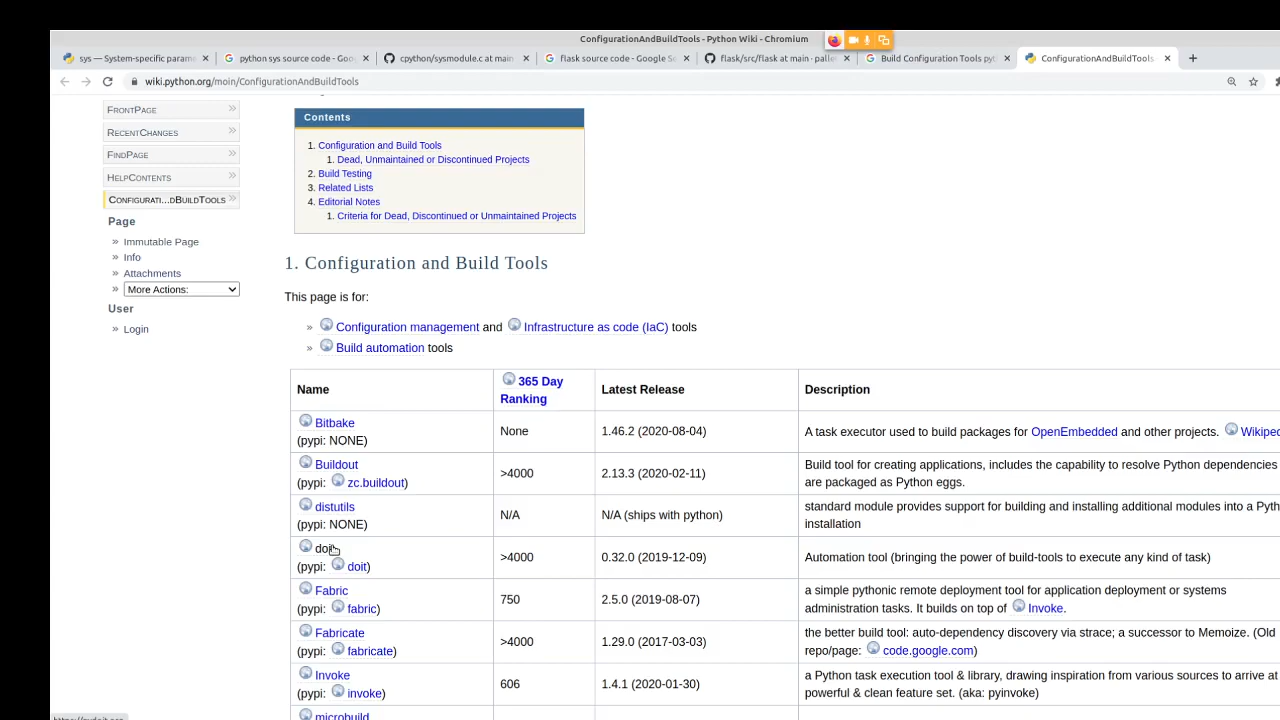 ConfigurationAndBuildTools - Python Wiki - Chromium
sys — System-specific param
python sys source code- Goo
cpython/sysmodule.c at main
flask source code - Google Se
flask/src/flask at main · palle
Build Configuration Tools pyt
ConfigurationAndBuildTools
wiki.python.org/main/ConfigurationAndBuildTools
FrontPage
RecentChanges
FindPage
HelpContents
Configurati...dBuildTools
Page
Immutable Page
Info
Attachments
More Actions:
User
Login
Contents
1. Configuration and Build Tools
1. Dead, Unmaintained or Discontinued Projects
2. Build Testing
3. Related Lists
4. Editorial Notes
1. Criteria for Dead, Discontinued or Unmaintained Projects
1. Configuration and Build Tools
This page is for:
Configuration management and Infrastructure as code (IaC) tools
Build automation tools
Name 365 Day Ranking Latest Release Description
Bitbake
(pypi: NONE)
None
1.46.2 (2020-08-04)
A task executor used to build packages for OpenEmbedded and other projects. Wikiped
Buildout
(pypi: zc.buildout)
>4000
2.13.3 (2020-02-11)
Build tool for creating applications, includes the capability to resolve Python dependencies
are packaged as Python eggs.
distutils
(pypi: NONE)
N/A
N/A (ships with python)
standard module provides support for building and installing additional modules into a Pyth
installation
doit
(pypi: doit)
>4000
0.32.0 (2019-12-09)
Automation tool (bringing the power of build-tools to execute any kind of task)
Fabric
(pypi: fabric)
750
2.5.0 (2019-08-07)
a simple pythonic remote deployment tool for application deployment or systems
administration tasks. It builds on top of Invoke.
Fabricate
(pypi: fabricate)
>4000
1.29.0 (2017-03-03)
the better build tool: auto-dependency discovery via strace; a successor to Memoize. (Old
repo/page: code.google.com)
Invoke
(pypi: invoke)
606
1.4.1 (2020-01-30)
a Python task execution tool & library, drawing inspiration from various sources to arrive at
powerful & clean feature set. (aka: pyinvoke)
microbuild